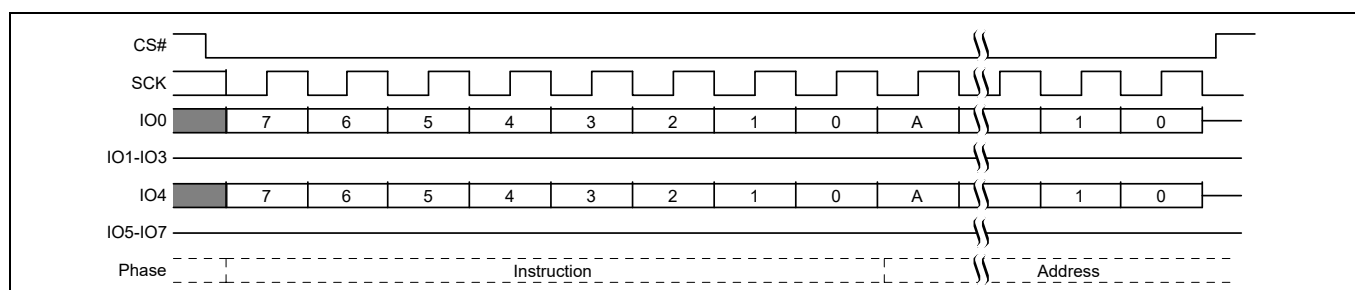 CS#
SCK
IO0 7 6 5 4 3 2 1 0 A 1 0
IO1-IO3
IO4 7 6 5 4 3 2 1 0 A 1 0
IO5-IO7
Phase Instruction Address